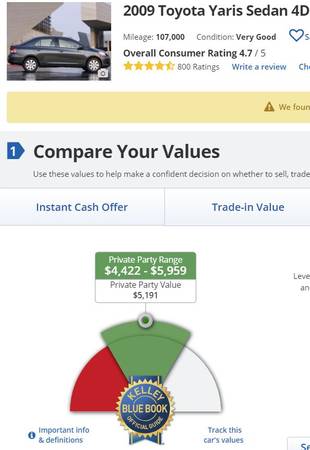 2009 Toyota Yaris Sedan 4D
Mileage: 107,000 Condition: Very Good
Overall Consumer Rating 4.7 / 5
800 Ratings Write a review
We foun
1 Compare Your Values
Use these values to help make a confident decision on whether to sell, trade
Instant Cash Offer Trade-in Value
Private Party Range
$4,422 - $5,959
Private Party Value
$5,191
Leve
an
KELLEY
BLUE BOOK
OFFICIAL GUIDE
Important info
& definitions
Track this
car's values
Se